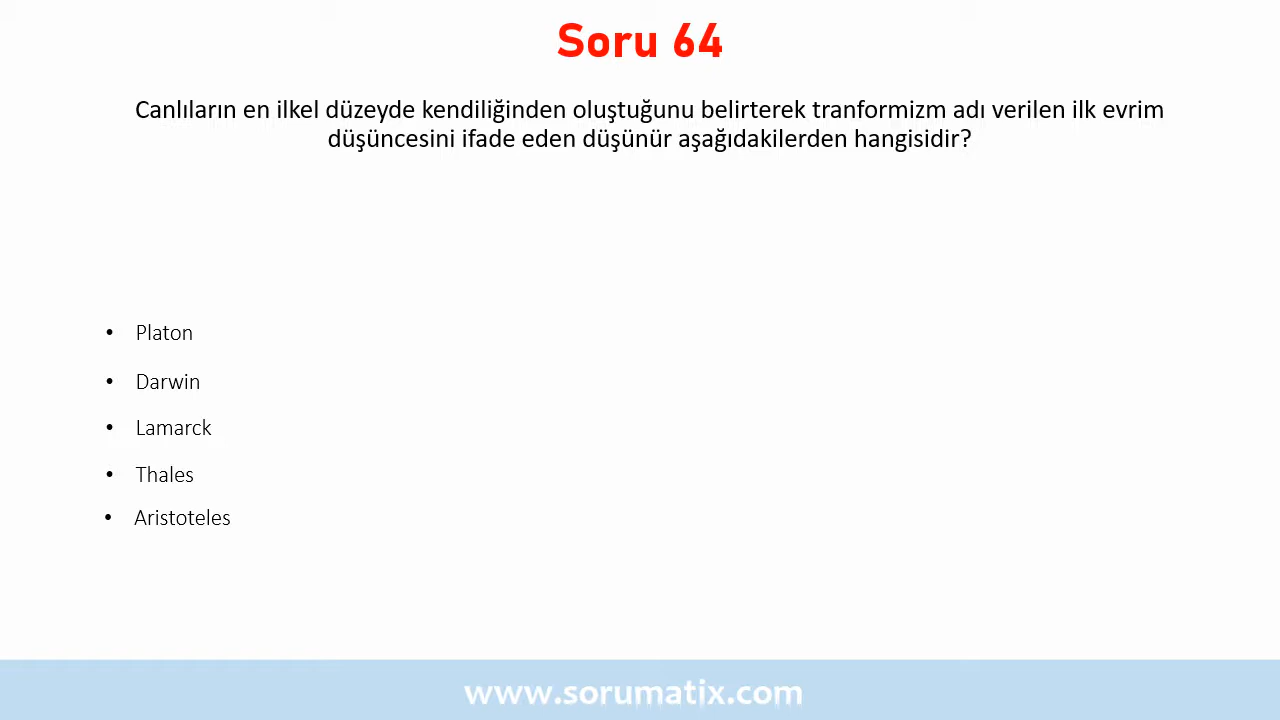 Soru 64
Canlıların en ilkel düzeyde kendiliğinden oluştuğunu belirterek tranformizm adı verilen ilk evrim
düşüncesini ifade eden düşünür aşağıdakilerden hangisidir?
• Platon
• Darwin
• Lamarck
• Thales
• Aristoteles
www.sorumatix.com